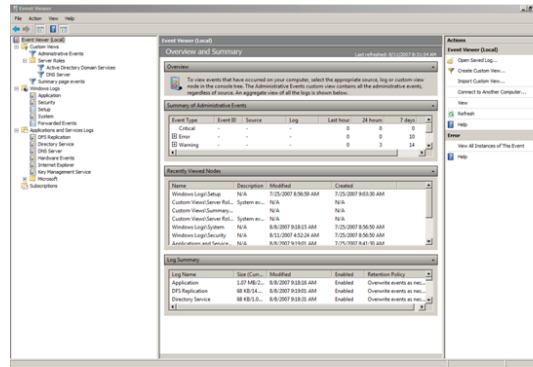 Event Viewer
File Action View Help
Event Viewer (Local)
Custom Views
Administrative Events
Server Roles
Active Directory Domain Services
DNS Server
Summary page events
Windows Logs
Application
Security
Setup
System
Forwarded Events
Applications and Services Logs
DFS Replication
Directory Service
DNS Server
Hardware Events
Internet Explorer
Key Management Service
Microsoft
Subscriptions
Event Viewer (Local)
Overview and Summary
Last refreshed: 8/11/2007
Overview
To view events that have occurred on your computer, select the appropriate source, log or custom view
node in the console tree. The Administrative Events custom view contains all the administrative events,
regardless of source. An aggregate view of all the logs is shown below.
Summary of Administrative Events
Event Type Event ID Source Log Last hour 24 hours 7 days
Critical - - - 0 0 0
Error - - - 0 0 10
Warning - - - 0 3 14
Recently Viewed Nodes
Name Description Modified Created
Windows Logs\Setup N/A 7/25/2007 8:56:59 AM 7/25/2007 9:03:30 AM
Custom Views\Server Rol... System ev... N/A N/A
Custom Views\Summary... N/A N/A
Custom Views\Server Rol... System ev... N/A N/A
Windows Logs\System N/A 8/8/2007 9:18:16 AM 7/25/2007 8:56:50 AM
Windows Logs\Security N/A 8/11/2007 4:52:24 AM 7/25/2007 8:56:50 AM
Applications and Service... N/A 8/8/2007 9:19:01 AM 7/25/2007 8:41:30 AM
Log Summary
Log Name Size (Curr... Modified Enabled Retention Policy
Application 1.07 MB/2... 8/8/2007 9:18:15 AM Enabled Overwrite events as nec...
DFS Replication 68 KB/14.... 8/8/2007 9:19:01 AM Enabled Overwrite events as nec...
Directory Service 68 KB/1.0... 8/8/2007 9:18:31 AM Enabled Overwrite events as nec...
Actions
Event Viewer (Local)
Open Saved Log...
Create Custom View...
Import Custom View...
Connect to Another Computer...
View
Refresh
Help
Error
View All Instances of This Event
Help